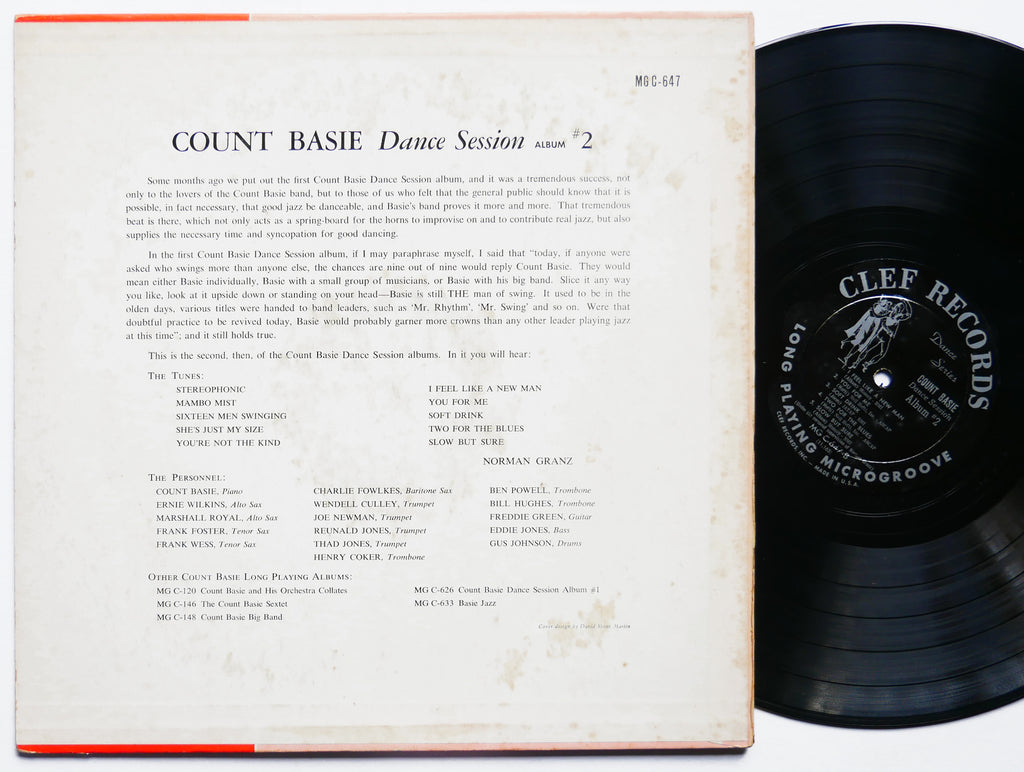 MG C-647
COUNT BASIE Dance Session ALBUM #2
Some months ago we put out the first Count Basie Dance Session album, and it was a tremendous success, not
only to the lovers of the Count Basie band, but to those of us who felt that the general public should know that it is
possible, in fact necessary, that good jazz be danceable, and Basie's band proves it more and more. That tremendous
beat is there, which not only acts as a spring-board for the horns to improvise on and to contribute real jazz, but also
supplies the necessary time and syncopation for good dancing.
In the first Count Basie Dance Session album, if I may paraphrase myself, I said that "today, if anyone were
asked who swings more than anyone else, the chances are nine out of nine would reply Count Basie. They would
mean either Basie individually, Basie with a small group of musicians, or Basie with his big band. Slice it any way
you like, look at it upside down or standing on your head—Basie is still THE man of swing. It used to be in the
olden days, various titles were handed to band leaders, such as 'Mr. Rhythm', 'Mr. Swing' and so on. Were that
doubtful practice to be revived today, Basie would probably garner more crowns than any other leader playing jazz
at this time"; and it still holds true.
This is the second, then, of the Count Basie Dance Session albums. In it you will hear:
THE TUNES:
STEREOPHONIC
MAMBO MIST
SIXTEEN MEN SWINGING
SHE'S JUST MY SIZE
YOU'RE NOT THE KIND
I FEEL LIKE A NEW MAN
YOU FOR ME
SOFT DRINK
TWO FOR THE BLUES
SLOW BUT SURE
NORMAN GRANZ
THE PERSONNEL:
COUNT BASIE, Piano
ERNIE WILKINS, Alto Sax
MARSHALL ROYAL, Alto Sax
FRANK FOSTER, Tenor Sax
FRANK WESS, Tenor Sax
CHARLIE FOWLKES, Baritone Sax
WENDELL CULLEY, Trumpet
JOE NEWMAN, Trumpet
REUNALD JONES, Trumpet
THAD JONES, Trumpet
HENRY COKER, Trombone
BEN POWELL, Trombone
BILL HUGHES, Trombone
FREDDIE GREEN, Guitar
EDDIE JONES, Bass
GUS JOHNSON, Drums
OTHER COUNT BASIE LONG PLAYING ALBUMS:
MG C-120 Count Basie and His Orchestra Collates
MG C-146 The Count Basie Sextet
MG C-148 Count Basie Big Band
MG C-626 Count Basie Dance Session Album #1
MG C-633 Basie Jazz
Cover design by David Stone Martin
CLEF RECORDS
Dance
Series
COUNT BASIE
Dance Session
Album #2
I FEEL LIKE A NEW MAN
LONG PLAYING MICROGROOVE
CLEF RECORDS, INC. MADE IN U.S.A.